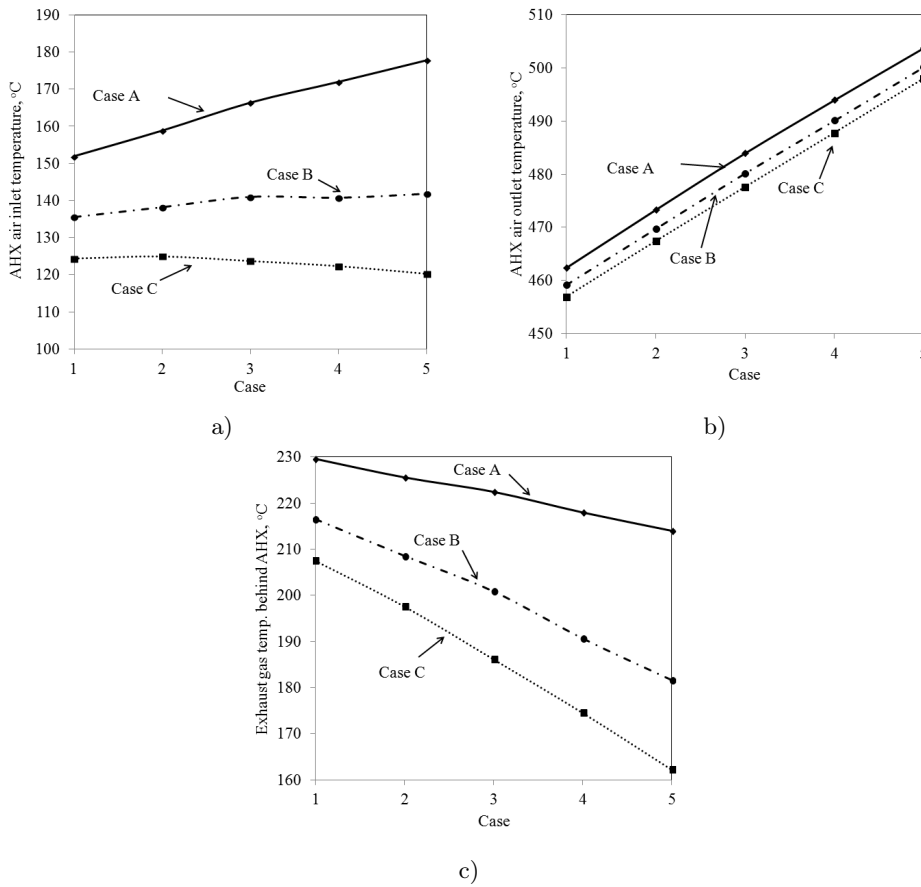 190
180
170
160
150
140
130
120
110
100
AHX air inlet temperature, °C
Case A
Case B
Case C
1 2 3 4 5
Case
a)
510
500
490
480
470
460
450
AHX air outlet temperature, °C
Case A
Case C
Case B
1 2 3 4 5
Case
b)
230
220
210
200
190
180
170
160
Exhaust gas temp. behind AHX, °C
Case A
Case B
Case C
1 2 3 4 5
Case
c)